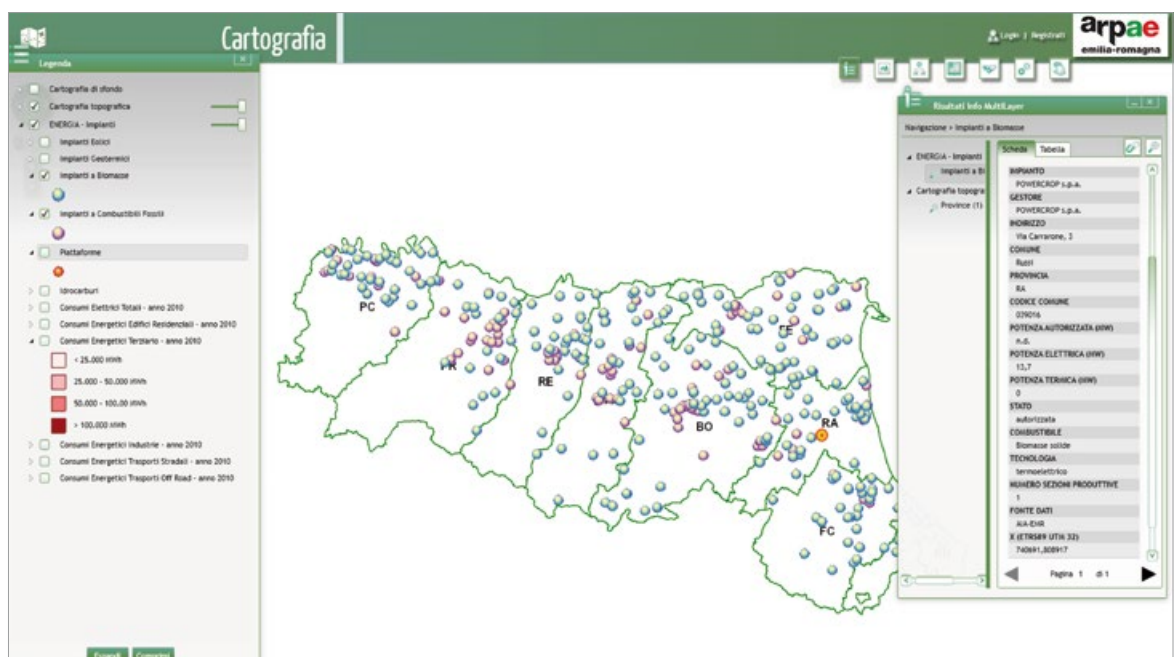 Cartografia
Login | Registrati
arpae
emilia-romagna
Legenda
Cartografia di sfondo
Cartografia topografica
ENERGIA - Impianti
Impianti Eolici
Impianti Geotermici
Impianti a Biomasse
Impianti a Combustibili Fossili
Piattaforme
Idrocarburi
Consumi Elettrici Totali - anno 2010
Consumi Energetici Edifici Residenziali - anno 2010
Consumi Energetici Terziario - anno 2010
< 25.000 MWh
25.000 - 50.000 MWh
50.000 - 100.00 MWh
> 100.000 MWh
Consumi Energetici Industrie - anno 2010
Consumi Energetici Trasporti Stradali - anno 2010
Consumi Energetici Trasporti Off Road - anno 2010
Espandi Comprimi
PC
PR
RE
BO
FE
RA
FC
Risultati Info MultiLayer
Navigazione > Impianti a Biomasse
ENERGIA - Impianti
Impianti a Bi
Cartografia topogra
Province (1)
Scheda Tabella
IMPIANTO
POWERCROP s.p.a.
GESTORE
POWERCROP s.p.a.
INDIRIZZO
Via Carrarone, 3
COMUNE
Russi
PROVINCIA
RA
CODICE COMUNE
039016
POTENZA AUTORIZZATA (MW)
n.d.
POTENZA ELETTRICA (MW)
13,7
POTENZA TERMICA (MW)
0
STATO
autorizzata
COMBUSTIBILE
Biomasse solide
TECNOLOGIA
termoelettrico
NUMERO SEZIONI PRODUTTIVE
1
FONTE DATI
AIA-EMR
X (ETRS89 UTM 32)
740691,808917
Pagina 1 di 1